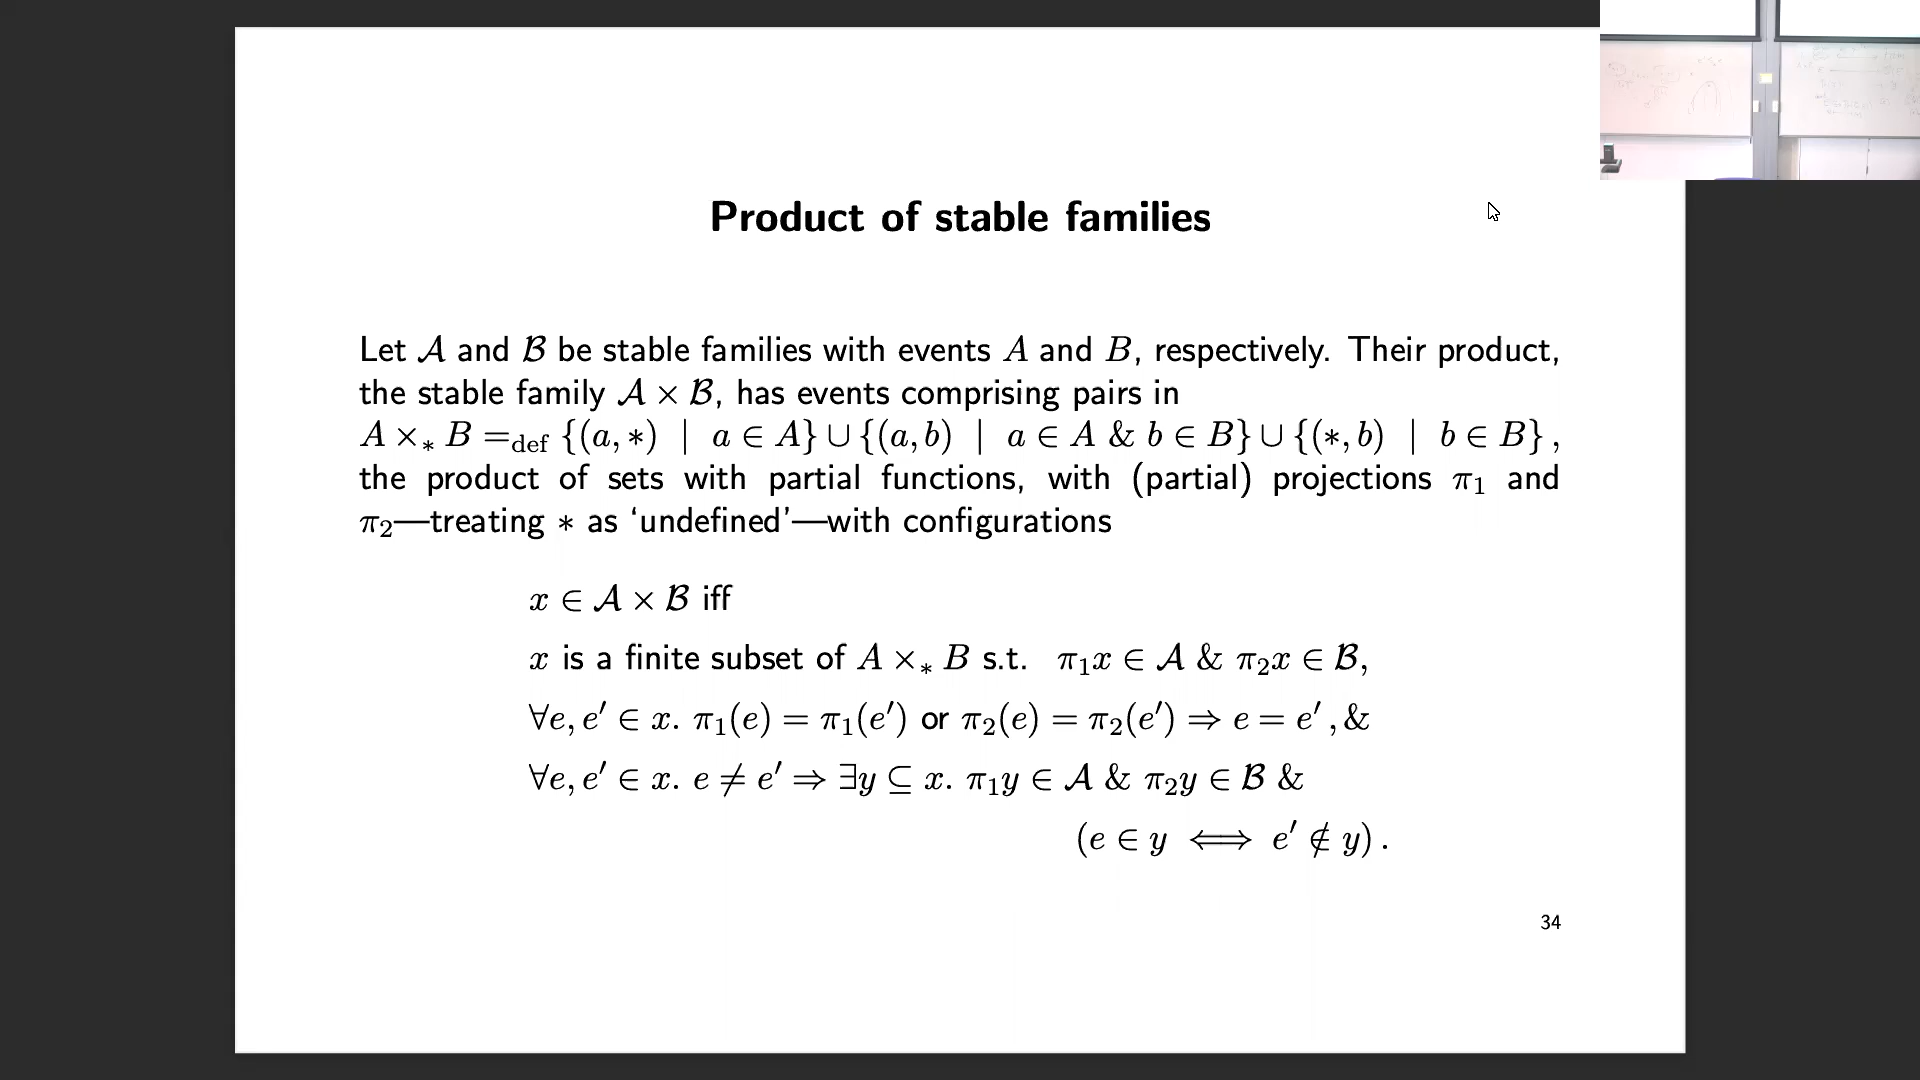 Product of stable families
Let 𝒜 and ℬ be stable families with events A and B, respectively. Their product,
the stable family 𝒜 × ℬ, has events comprising pairs in
A ×∗ B =def {(a, ∗) | a ∈ A} ∪ {(a, b) | a ∈ A & b ∈ B} ∪ {(∗, b) | b ∈ B} ,
the product of sets with partial functions, with (partial) projections π₁ and
π₂—treating ∗ as ‘undefined’—with configurations
x ∈ 𝒜 × ℬ iff
x is a finite subset of A ×∗ B s.t. π₁x ∈ 𝒜 & π₂x ∈ ℬ,
∀e, e′ ∈ x. π₁(e) = π₁(e′) or π₂(e) = π₂(e′) ⇒ e = e′ , &
∀e, e′ ∈ x. e ≠ e′ ⇒ ∃y ⊆ x. π₁y ∈ 𝒜 & π₂y ∈ ℬ &
(e ∈ y ⟺ e′ ∉ y) .
34